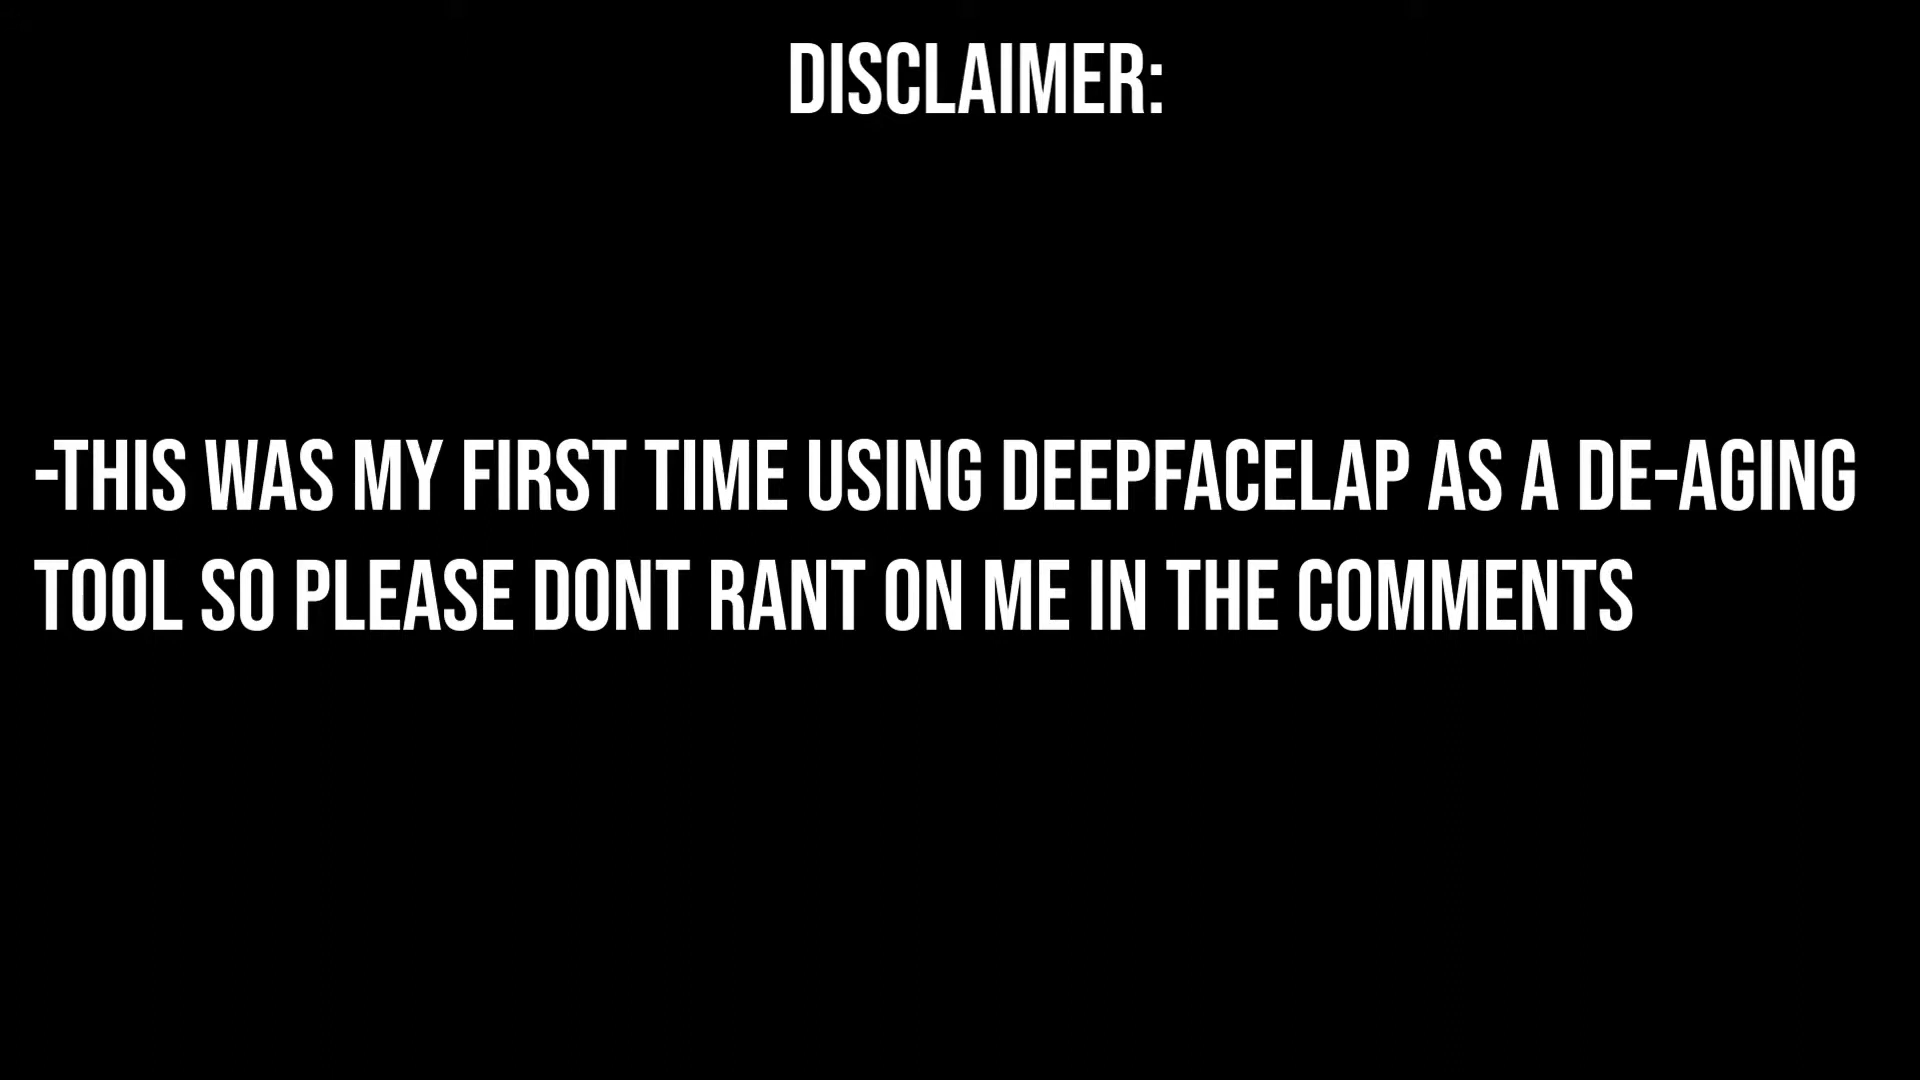 DISCLAIMER:
-THIS WAS MY FIRST TIME USING DEEPFACELAP AS A DE-AGING
TOOL SO PLEASE DONT RANT ON ME IN THE COMMENTS